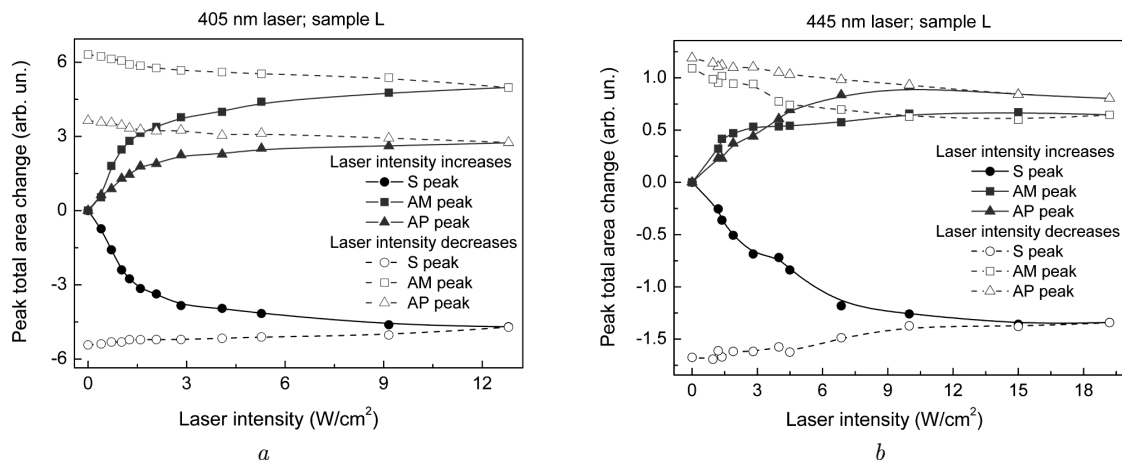 405 nm laser; sample L
Peak total area change (arb. un.)
6
3
0
-3
-6
Laser intensity increases
S peak
AM peak
AP peak
Laser intensity decreases
S peak
AM peak
AP peak
0 3 6 9 12
Laser intensity (W/cm²)
a
445 nm laser; sample L
Peak total area change (arb. un.)
1.0
0.5
0.0
-0.5
-1.0
-1.5
Laser intensity increases
S peak
AM peak
AP peak
Laser intensity decreases
S peak
AM peak
AP peak
0 3 6 9 12 15 18
Laser intensity (W/cm²)
b